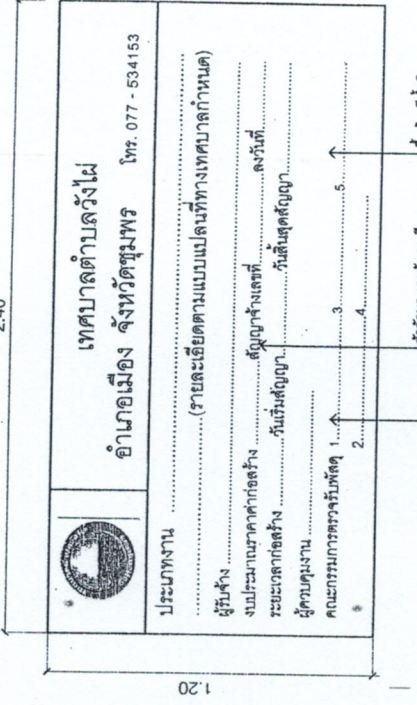 2.40
เทศบาลตำบลวังไผ่
อำเภอเมือง จังหวัดชุมพร โทร. 077 - 534153
ประเภทงาน ........................................
....................(รายละเอียดตามแบบแปลนที่ทางเทศบาลกำหนด)
ผู้รับจ้าง ........................................
งบประมาณราคาค่าก่อสร้าง ............สัญญาจ้างเลขที่....................ลงวันที่....................
ระยะเวลาก่อสร้าง ............วันเริ่มสัญญา....................วันสิ้นสุดสัญญา....................
ผู้ควบคุมงาน ....................
คณะกรรมการตรวจรับพัสดุ 1....................3....................5....................
2....................4....................
1.20